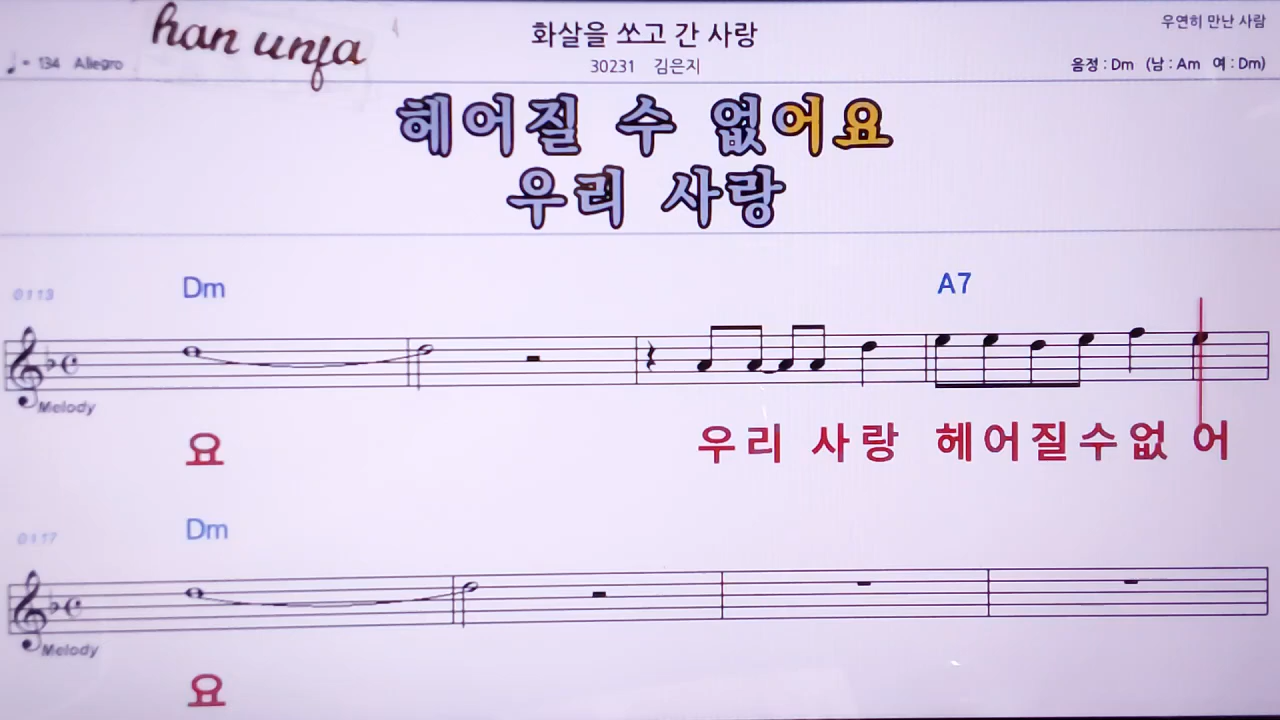 han unfa
화살을 쏘고 간 사랑
우연히 만난 사람
♩ = 134 Allegro
30231 김은지
음정 : Dm (남 : Am 여 : Dm)
헤어질 수 없어요
우리 사랑
0113 Dm A7
Melody
요 우리 사랑 헤어질수없 어
0117 Dm
Melody
요